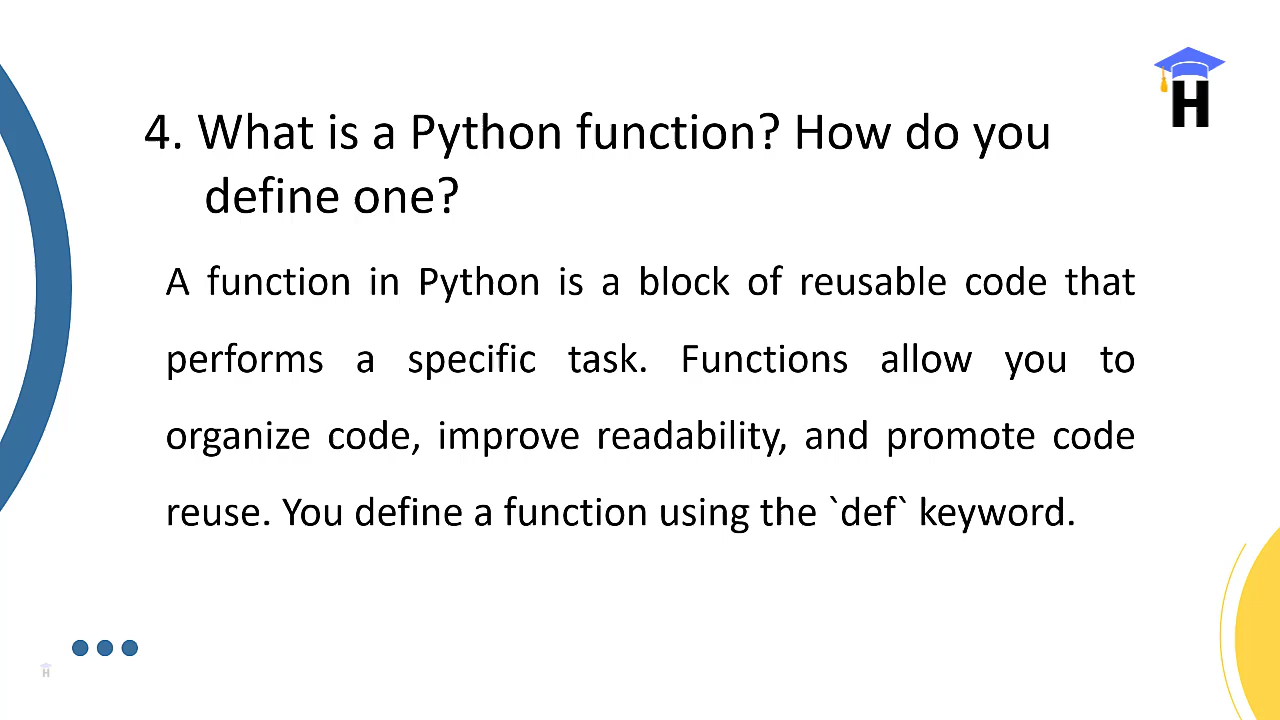 H
4. What is a Python function? How do you
define one?
A function in Python is a block of reusable code that
performs a specific task. Functions allow you to
organize code, improve readability, and promote code
reuse. You define a function using the `def` keyword.
H